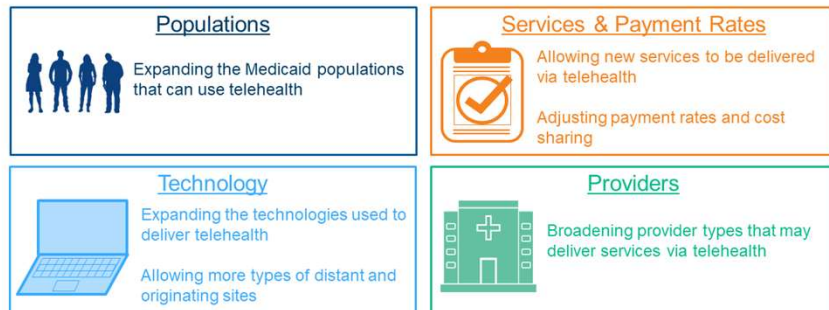 Populations
Expanding the Medicaid populations
that can use telehealth
Services & Payment Rates
Allowing new services to be delivered
via telehealth
Adjusting payment rates and cost
sharing
Technology
Expanding the technologies used to
deliver telehealth
Allowing more types of distant and
originating sites
Providers
Broadening provider types that may
deliver services via telehealth